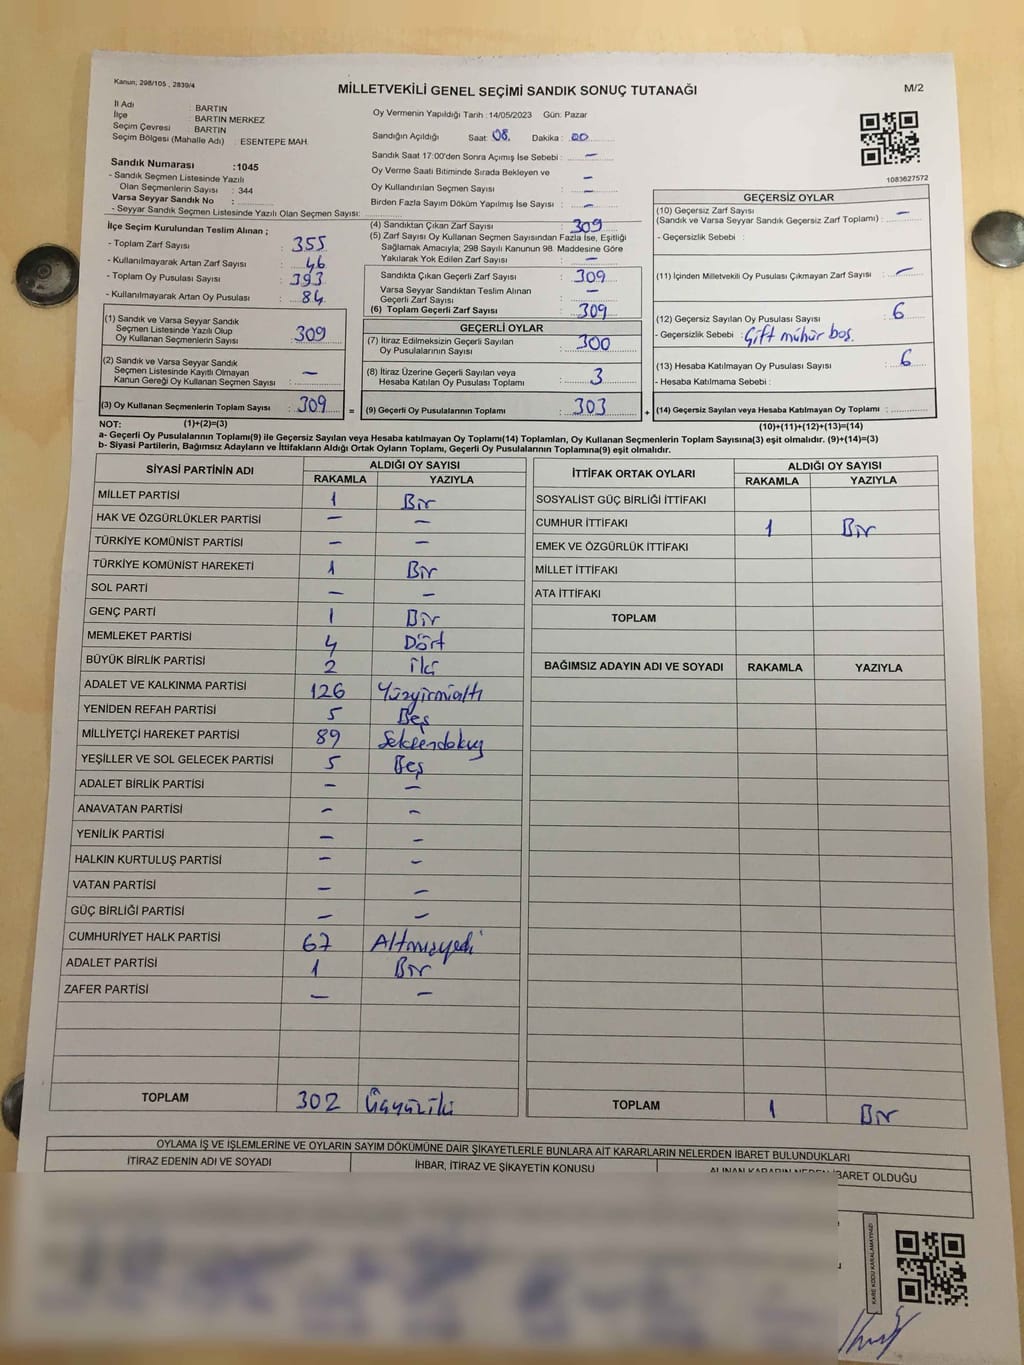 Kanun; 298/105 , 2839/4
MİLLETVEKİLİ GENEL SEÇİMİ SANDIK SONUÇ TUTANAĞI
M/2
İl Adı : BARTIN
İlçe : BARTIN MERKEZ
Seçim Çevresi : BARTIN
Seçim Bölgesi (Mahalle Adı) : ESENTEPE MAH.
Sandık Numarası :1045
- Sandık Seçmen Listesinde Yazılı
Olan Seçmenlerin Sayısı : 344
Varsa Seyyar Sandık No :
- Seyyar Sandık Seçmen Listesinde Yazılı Olan Seçmen Sayısı:
Oy Vermenin Yapıldığı Tarih :14/05/2023 Gün: Pazar
Sandığın Açıldığı Saat: 08. Dakika : 00
Sandık Saat 17:00'den Sonra Açımış İse Sebebi : –
Oy Verme Saati Bitiminde Sırada Bekleyen ve
Oy Kullandırılan Seçmen Sayısı : –
Birden Fazla Sayım Döküm Yapılmış İse Sayısı : –
1083627572
İlçe Seçim Kurulundan Teslim Alınan ;
- Toplam Zarf Sayısı : 355
- Kullanılmayarak Artan Zarf Sayısı : 46
- Toplam Oy Pusulası Sayısı : 393
- Kullanılmayarak Artan Oy Pusulası : 84
(1) Sandık ve Varsa Seyyar Sandık
Seçmen Listesinde Yazılı Olup
Oy Kullanan Seçmenlerin Sayısı : 309
(2) Sandık ve Varsa Seyyar Sandık
Seçmen Listesinde Kayıtlı Olmayan
Kanun Gereği Oy Kullanan Seçmen Sayısı : –
(3) Oy Kullanan Seçmenlerin Toplam Sayısı : 309
(4) Sandıktan Çıkan Zarf Sayısı : 309
(5) Zarf Sayısı Oy Kullanan Seçmen Sayısından Fazla İse, Eşitliği
Sağlamak Amacıyla; 298 Sayılı Kanunun 98. Maddesine Göre
Yakılarak Yok Edilen Zarf Sayısı : –
Sandıkta Çıkan Geçerli Zarf Sayısı : 309
Varsa Seyyar Sandıktan Teslim Alınan
Geçerli Zarf Sayısı : –
(6) Toplam Geçerli Zarf Sayısı : 309
GEÇERLİ OYLAR
(7) İtiraz Edilmeksizin Geçerli Sayılan
Oy Pusulalarının Sayısı : 300
(8) İtiraz Üzerine Geçerli Sayılan veya
Hesaba Katılan Oy Pusulası Toplamı : 3
= (9) Geçerli Oy Pusulalarının Toplamı : 303 +
GEÇERSİZ OYLAR
(10) Geçersiz Zarf Sayısı
(Sandık ve Varsa Seyyar Sandık Geçersiz Zarf Toplamı) : –
- Geçersizlik Sebebi :
(11) İçinden Milletvekili Oy Pusulası Çıkmayan Zarf Sayısı : –
(12) Geçersiz Sayılan Oy Pusulası Sayısı : 6
- Geçersizlik Sebebi : Çift mühür boş.
(13) Hesaba Katılmayan Oy Pusulası Sayısı : 6
- Hesaba Katılmama Sebebi :
(14) Geçersiz Sayılan veya Hesaba Katılmayan Oy Toplamı :
NOT: (1)+(2)=(3) (10)+(11)+(12)+(13)=(14)
a- Geçerli Oy Pusulalarının Toplamı(9) ile Geçersiz Sayılan veya Hesaba katılmayan Oy Toplamı(14) Toplamları, Oy Kullanan Seçmenlerin Toplam Sayısına(3) eşit olmalıdır. (9)+(14)=(3)
b- Siyasi Partilerin, Bağımsız Adayların ve İttifakların Aldığı Ortak Oyların Toplamı, Geçerli Oy Pusulalarının Toplamına(9) eşit olmalıdır.
SİYASİ PARTİNİN ADI ALDIĞI OY SAYISI
RAKAMLA YAZIYLA
MİLLET PARTİSİ 1 Bir
HAK VE ÖZGÜRLÜKLER PARTİSİ – –
TÜRKİYE KOMÜNİST PARTİSİ – –
TÜRKİYE KOMÜNİST HAREKETİ 1 Bir
SOL PARTİ – –
GENÇ PARTİ 1 Bir
MEMLEKET PARTİSİ 4 Dört
BÜYÜK BİRLİK PARTİSİ 2 iki
ADALET VE KALKINMA PARTİSİ 126 Yüzyirmialtı
YENİDEN REFAH PARTİSİ 5 Beş
MİLLİYETÇİ HAREKET PARTİSİ 89 Seksendokuz
YEŞİLLER VE SOL GELECEK PARTİSİ 5 Beş
ADALET BİRLİK PARTİSİ – –
ANAVATAN PARTİSİ – –
YENİLİK PARTİSİ – –
HALKIN KURTULUŞ PARTİSİ – –
VATAN PARTİSİ – –
GÜÇ BİRLİĞİ PARTİSİ – –
CUMHURİYET HALK PARTİSİ 67 Altmışyedi
ADALET PARTİSİ 1 Bir
ZAFER PARTİSİ – –
TOPLAM 302 Üçyüziki
İTTİFAK ORTAK OYLARI ALDIĞI OY SAYISI
RAKAMLA YAZIYLA
SOSYALİST GÜÇ BİRLİĞİ İTTİFAKI
CUMHUR İTTİFAKI 1 Bir
EMEK VE ÖZGÜRLÜK İTTİFAKI
MİLLET İTTİFAKI
ATA İTTİFAKI
TOPLAM
BAĞIMSIZ ADAYIN ADI VE SOYADI RAKAMLA YAZIYLA
TOPLAM 1 Bir
OYLAMA İŞ VE İŞLEMLERİNE VE OYLARIN SAYIM DÖKÜMÜNE DAİR ŞİKAYETLERLE BUNLARA AİT KARARLARIN NELERDEN İBARET BULUNDUKLARI
İTİRAZ EDENİN ADI VE SOYADI İHBAR, İTİRAZ VE ŞİKAYETİN KONUSU ALINAN KARARIN NEDEN İBARET OLDUĞU
KARE KODU KARALAMAYINIZ!